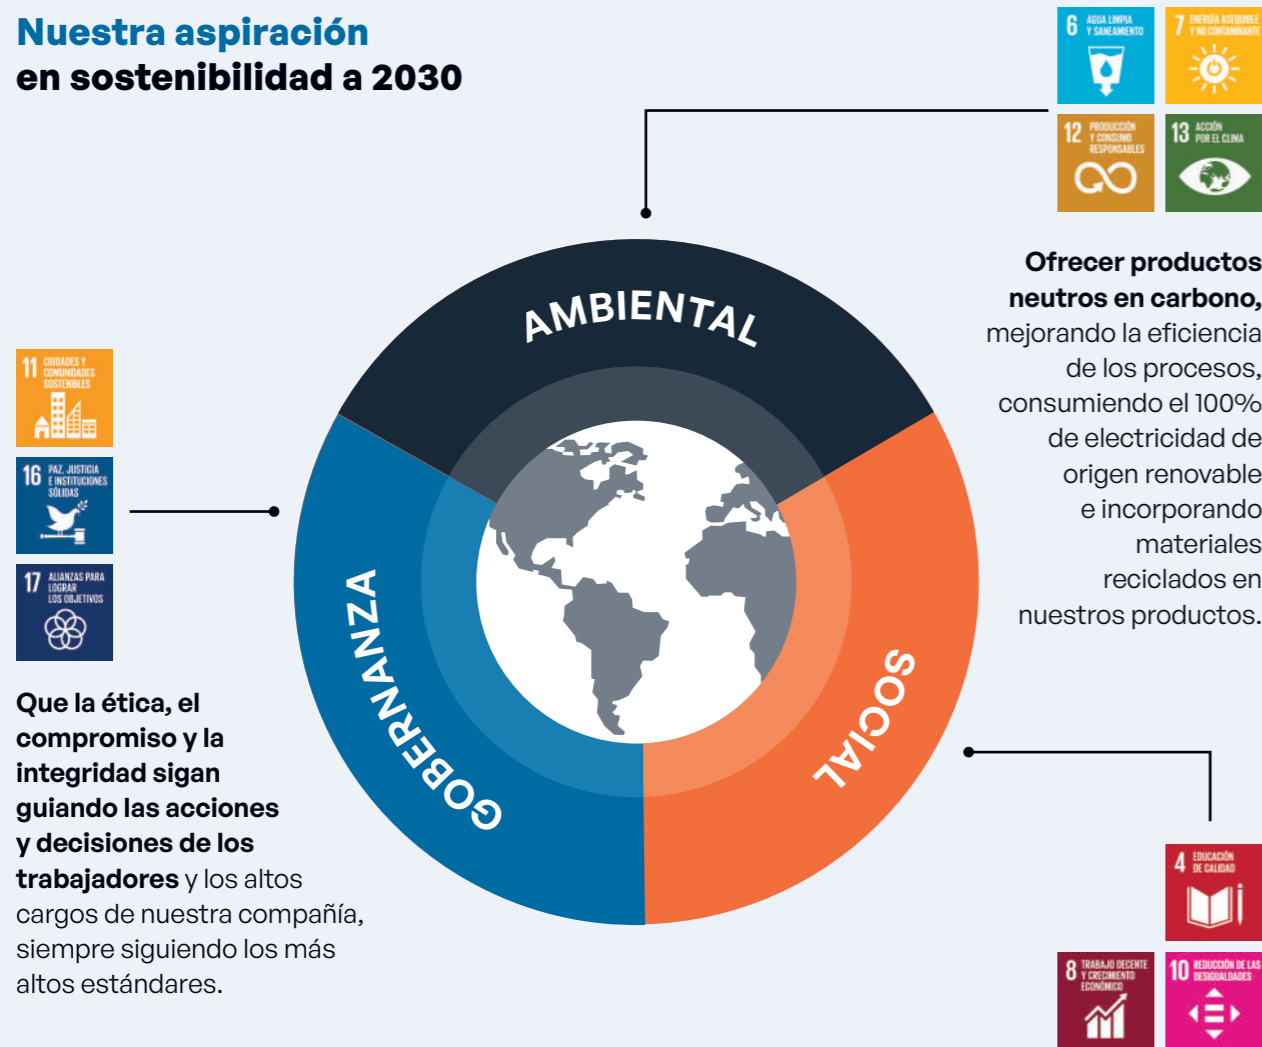 Nuestra aspiración
en sostenibilidad a 2030
6 AGUA LIMPIA
Y SANEAMIENTO
7 ENERGÍA ASEQUIBLE
Y NO CONTAMINANTE
12 PRODUCCIÓN
Y CONSUMO
RESPONSABLES
13 ACCIÓN
POR EL CLIMA
Ofrecer productos
neutros en carbono,
mejorando la eficiencia
de los procesos,
consumiendo el 100%
de electricidad de
origen renovable
e incorporando
materiales
reciclados en
nuestros productos.
AMBIENTAL
GOBERNANZA
SOCIAL
11 CIUDADES Y
COMUNIDADES
SOSTENIBLES
16 PAZ, JUSTICIA
E INSTITUCIONES
SÓLIDAS
17 ALIANZAS PARA
LOGRAR
LOS OBJETIVOS
Que la ética, el
compromiso y la
integridad sigan
guiando las acciones
y decisiones de los
trabajadores y los altos
cargos de nuestra compañía,
siempre siguiendo los más
altos estándares.
4 EDUCACIÓN
DE CALIDAD
8 TRABAJO DECENTE
Y CRECIMIENTO
ECONÓMICO
10 REDUCCIÓN DE LAS
DESIGUALDADES